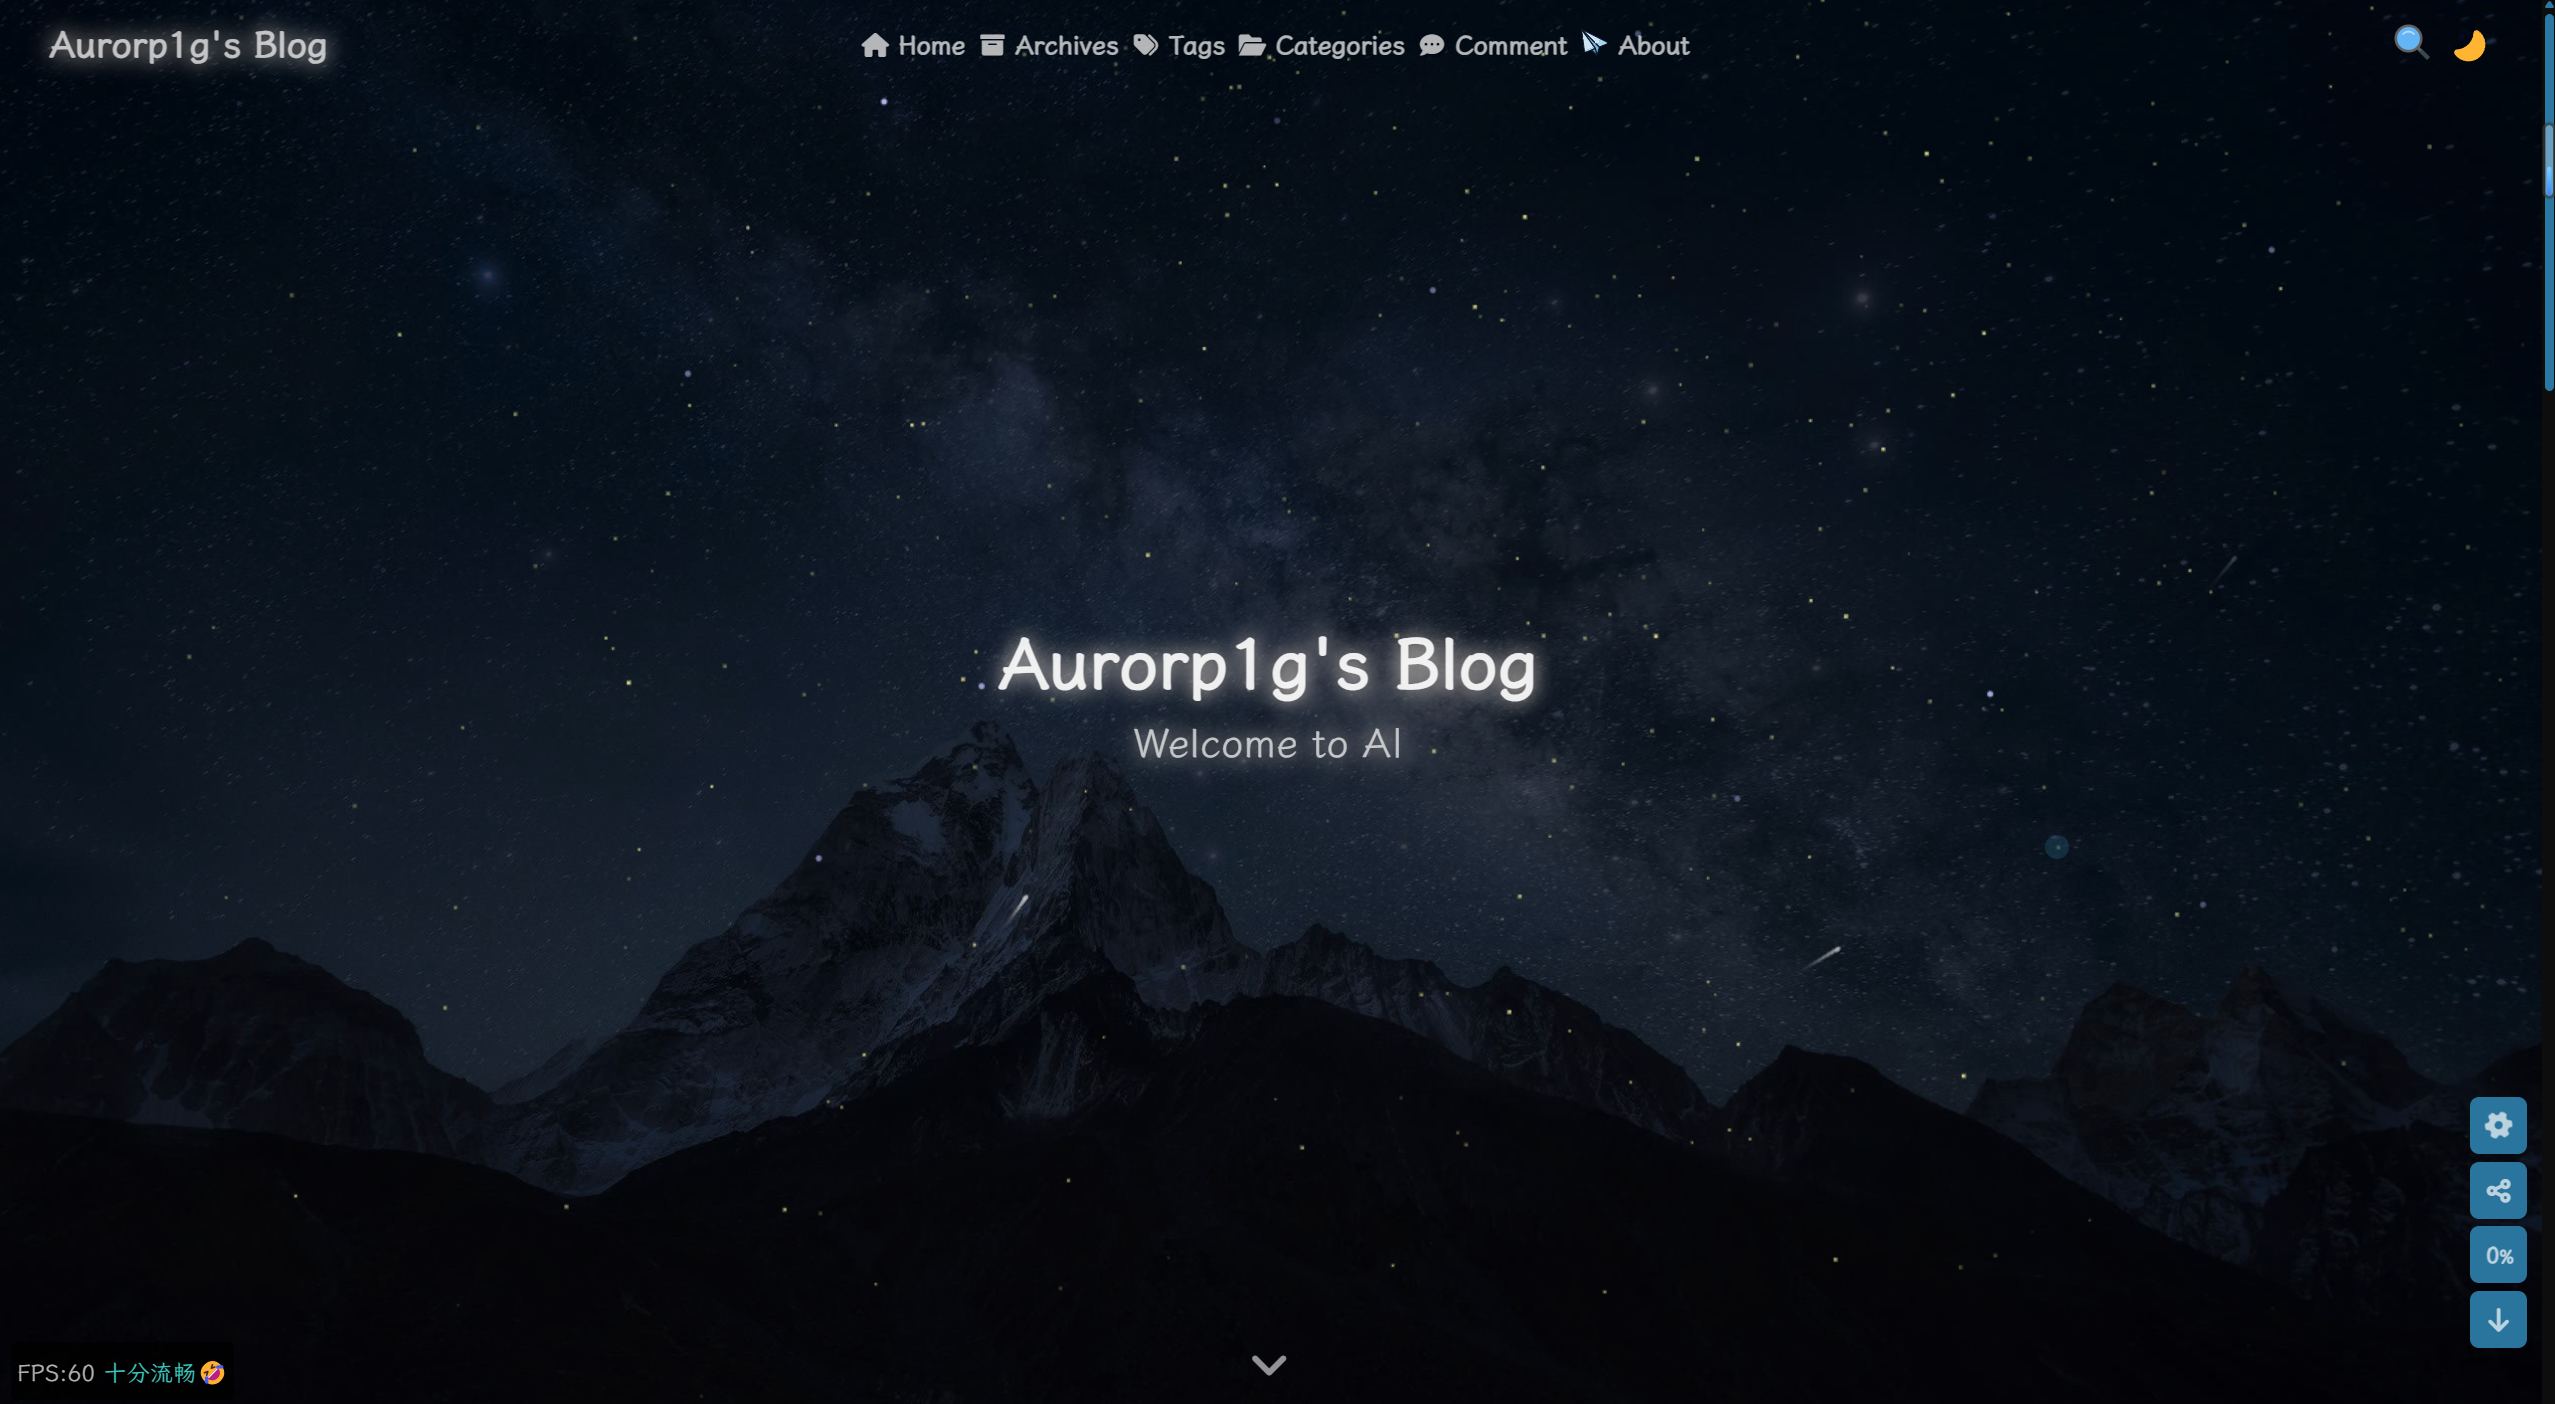 Aurorp1g's Blog
Home Archives Tags Categories Comment About
Aurorp1g's Blog
Welcome to AI
0%
FPS:60 十分流畅🤣